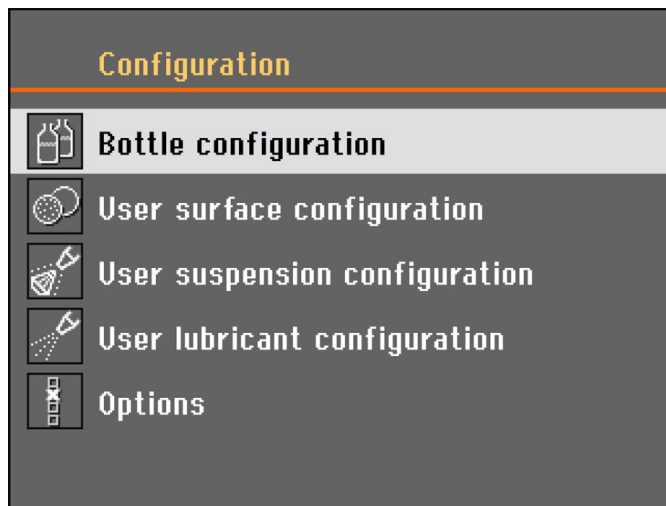 Configuration
Bottle configuration
User surface configuration
User suspension configuration
User lubricant configuration
Options